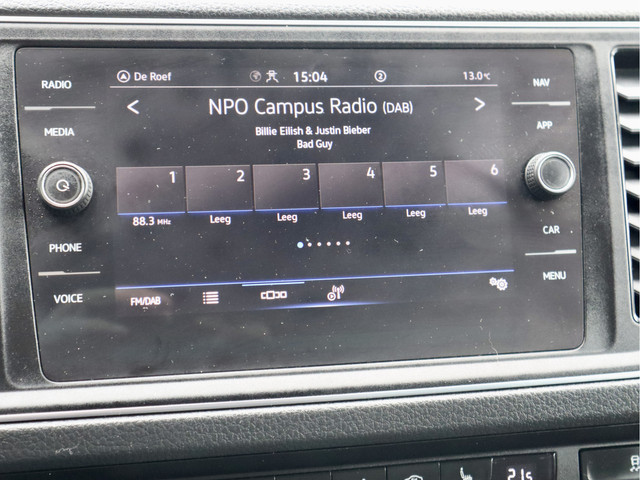 RADIO
MEDIA
PHONE
VOICE
De Roef
15:04
2
13.0°C
NPO Campus Radio (DAB)
Billie Eilish & Justin Bieber
Bad Guy
1 2 3 4 5 6
88.3 MHz Leeg Leeg Leeg Leeg Leeg
FM/DAB
NAV
APP
CAR
MENU
21.5